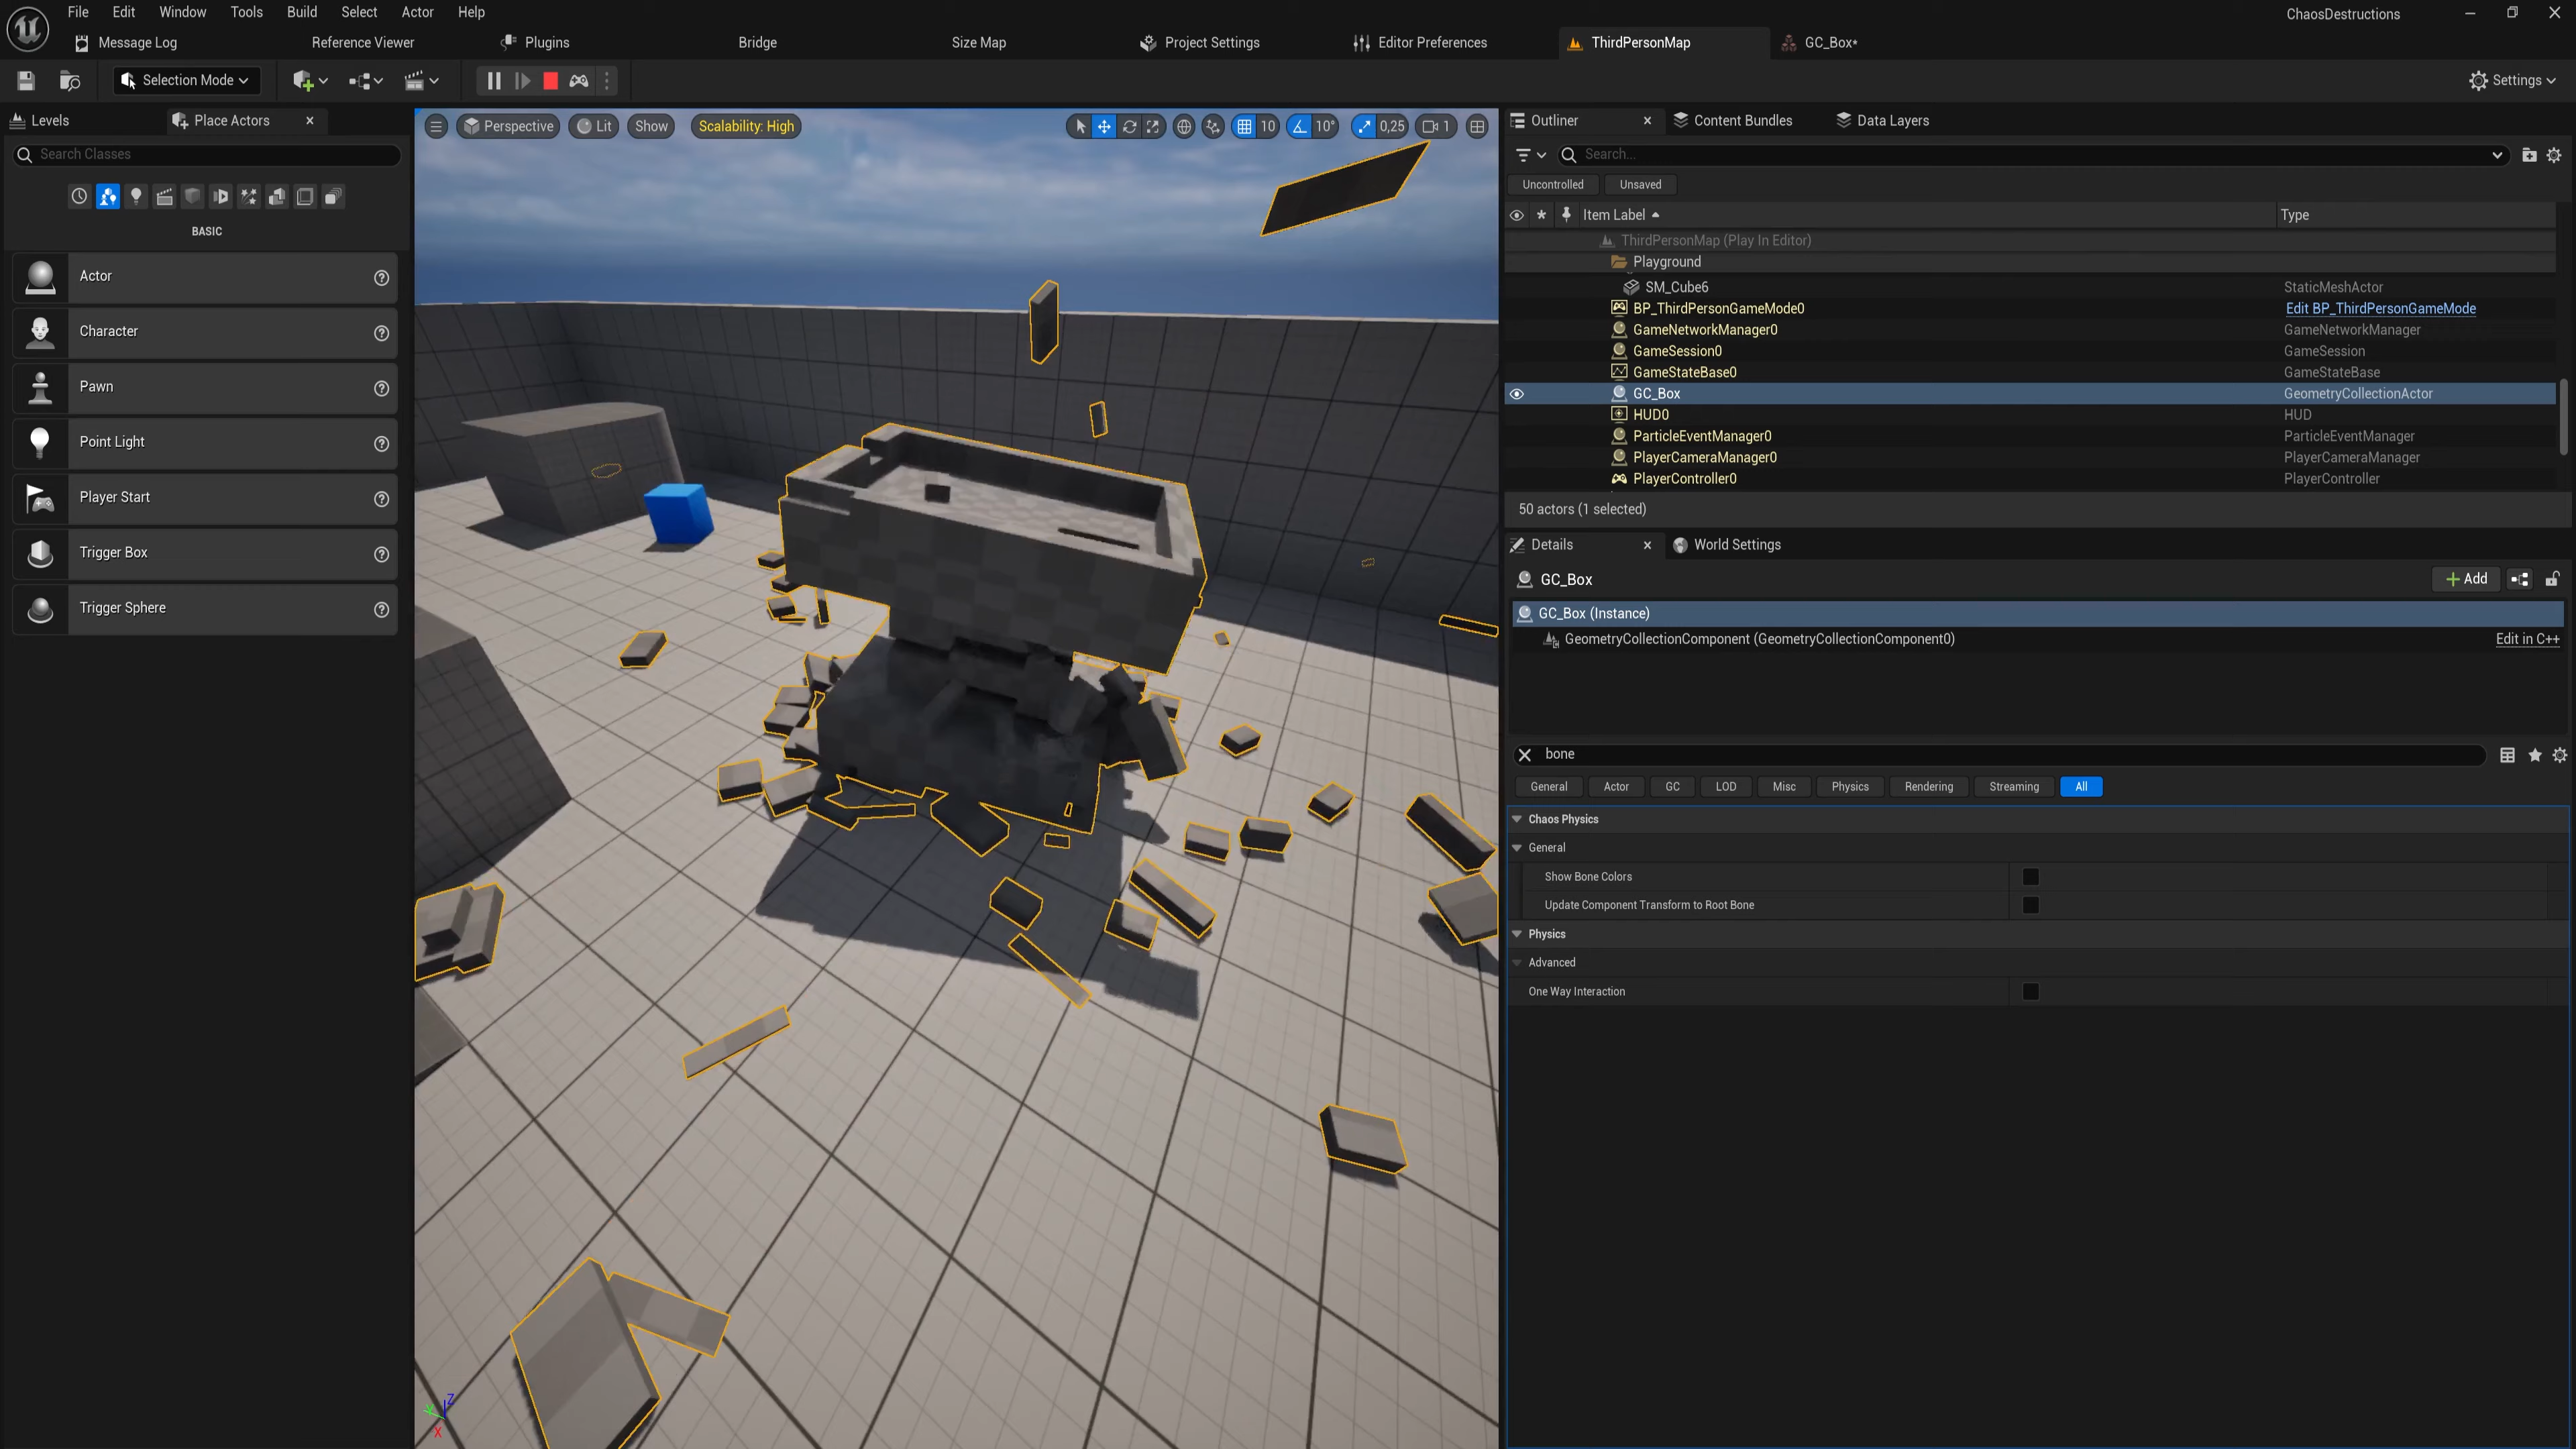 File Edit Window Tools Build Select Actor Help
ChaosDestructions
Message Log Reference Viewer Plugins Bridge Size Map Project Settings Editor Preferences ThirdPersonMap GC_Box*
Selection Mode
Settings
Levels
Place Actors
Search Classes
BASIC
Actor
Character
Pawn
Point Light
Player Start
Trigger Box
Trigger Sphere
Perspective Lit Show Scalability: High 10 10° 0,25 1
Z
Y
X
Outliner Content Bundles Data Layers
Search...
Uncontrolled Unsaved
Item Label Type
ThirdPersonMap (Play In Editor)
Playground
SM_Cube6 StaticMeshActor
BP_ThirdPersonGameMode0 Edit BP_ThirdPersonGameMode
GameNetworkManager0 GameNetworkManager
GameSession0 GameSession
GameStateBase0 GameStateBase
GC_Box GeometryCollectionActor
HUD0 HUD
ParticleEventManager0 ParticleEventManager
PlayerCameraManager0 PlayerCameraManager
PlayerController0 PlayerController
50 actors (1 selected)
Details World Settings
GC_Box
Add
GC_Box (Instance)
GeometryCollectionComponent (GeometryCollectionComponent0) Edit in C++
bone
General Actor GC LOD Misc Physics Rendering Streaming All
Chaos Physics
General
Show Bone Colors
Update Component Transform to Root Bone
Physics
Advanced
One Way Interaction